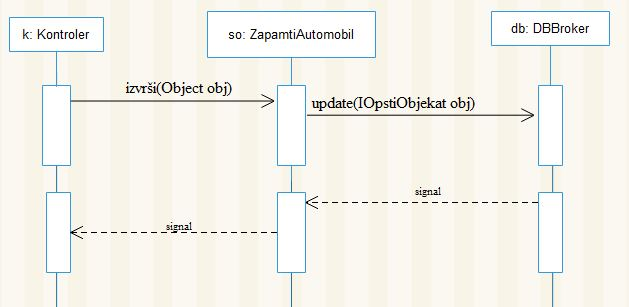 k: Kontroler
so: ZapamtiAutomobil
db: DBBroker
izvrši(Object obj)
update(IOpstiObjekat obj)
signal
signal